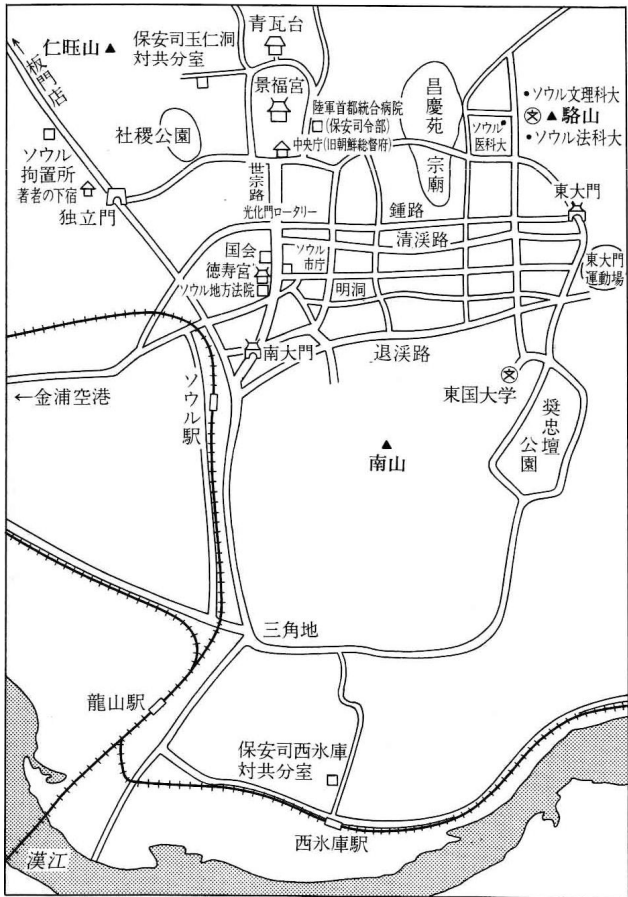 青瓦台
仁旺山
保安司玉仁洞
対共分室
板門店
景福宮
昌慶苑
宗廟
・ソウル文理科大
文
駱山
・ソウル法科大
ソウル
医科大
陸軍首都統合病院
(保安司令部)
中央庁(旧朝鮮総督府)
社稷公園
ソウル
拘置所
著者の下宿
独立門
世宗路
光化門ロータリー
鍾路
東大門
清渓路
国会
徳寿宮
ソウル地方法院
ソウル
市庁
明洞
東大門
運動場
南大門
退渓路
文
東国大学
←金浦空港
ソウル駅
奨忠壇
公園
南山
三角地
龍山駅
保安司西氷庫
対共分室
西氷庫駅
漢江